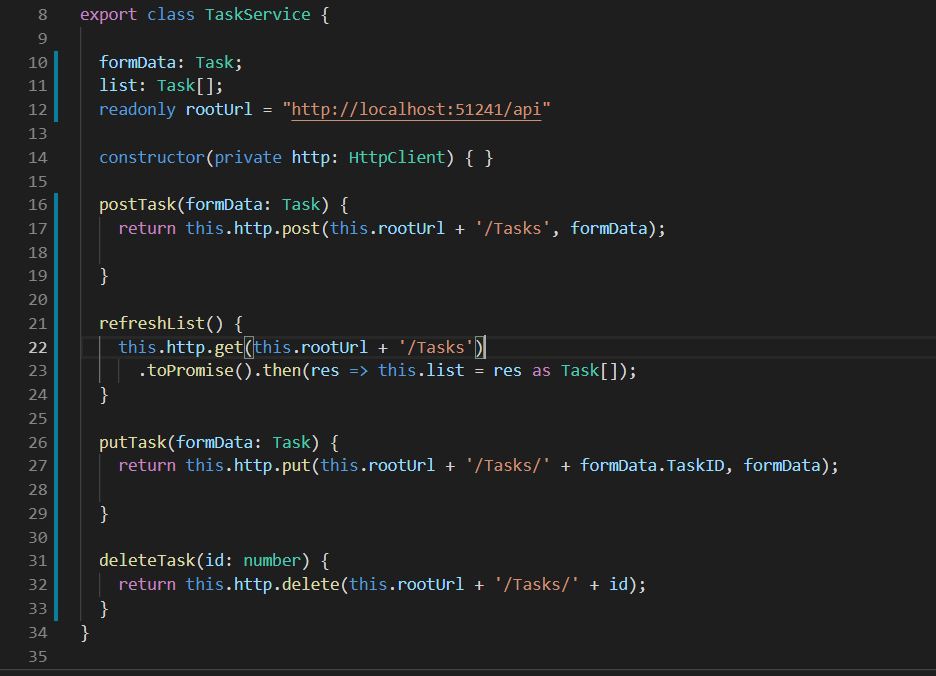 8 export class TaskService {
9
10 formData: Task;
11 list: Task[];
12 readonly rootUrl = "http://localhost:51241/api"
13
14 constructor(private http: HttpClient) { }
15
16 postTask(formData: Task) {
17 return this.http.post(this.rootUrl + '/Tasks', formData);
18
19 }
20
21 refreshList() {
22 this.http.get(this.rootUrl + '/Tasks')
23 .toPromise().then(res => this.list = res as Task[]);
24 }
25
26 putTask(formData: Task) {
27 return this.http.put(this.rootUrl + '/Tasks/' + formData.TaskID, formData);
28
29 }
30
31 deleteTask(id: number) {
32 return this.http.delete(this.rootUrl + '/Tasks/' + id);
33 }
34 }
35